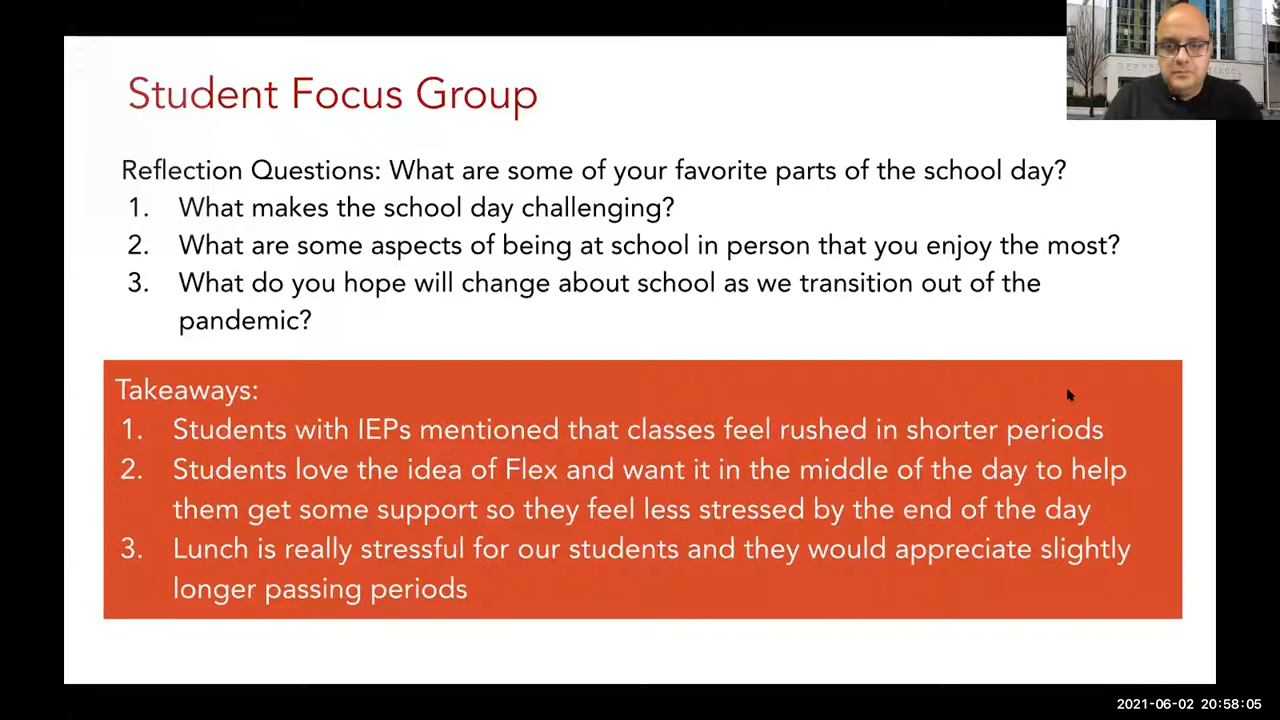 Student Focus Group
Reflection Questions: What are some of your favorite parts of the school day?
1. What makes the school day challenging?
2. What are some aspects of being at school in person that you enjoy the most?
3. What do you hope will change about school as we transition out of the
pandemic?
Takeaways:
1. Students with IEPs mentioned that classes feel rushed in shorter periods
2. Students love the idea of Flex and want it in the middle of the day to help
them get some support so they feel less stressed by the end of the day
3. Lunch is really stressful for our students and they would appreciate slightly
longer passing periods
2021-06-02 20:58:05